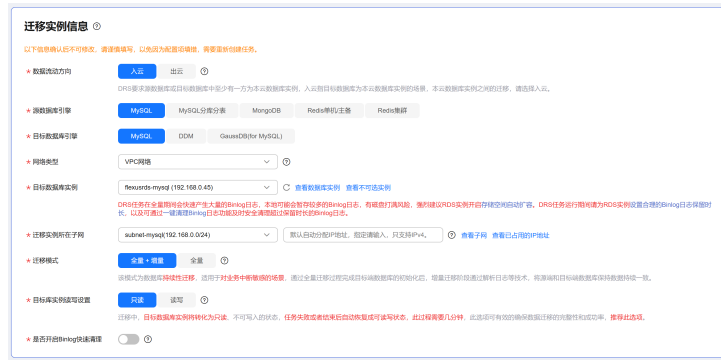 迁移实例信息
以下信息确认后不可修改，请谨慎填写，以免因为配置项填错，需要重新创建任务。
* 数据流动方向 入云 出云
DRS要求源数据库或目标数据库中至少有一方为本云数据库实例，入云指目标数据库为本云数据库实例的场景，本云数据库实例之间的迁移，请选择入云。
* 源数据库引擎 MySQL MySQL分库分表 MongoDB Redis单机/主备 Redis集群
* 目标数据库引擎 MySQL DDM GaussDB(for MySQL)
* 网络类型 VPC网络
* 目标数据库实例 flexusrds-mysql (192.168.0.45) 查看数据库实例 查看不可选实例
DRS任务在全量期间会快速产生大量的Binlog日志，本地可能会暂存较多的Binlog日志，有磁盘打满风险，强烈建议RDS实例开启存储空间自动扩容。DRS任务运行期间请为RDS实例设置合理的Binlog日志保留时
长，以及可通过一键清理Binlog日志功能及时安全清理超过保留时长的Binlog日志。
* 迁移实例所在子网 subnet-mysql(192.168.0.0/24) 默认自动分配IP地址，指定请输入，只支持IPv4。 查看子网 查看已占用的IP地址
* 迁移模式 全量 + 增量 全量
该模式为数据库持续性迁移，适用于对业务中断敏感的场景，通过全量迁移过程完成目标端数据库的初始化后，增量迁移阶段通过解析日志等技术，将源端和目标端数据库保持数据持续一致。
* 目标库实例读写设置 只读 读写
迁移中，目标数据库实例将转化为只读、不可写入的状态，任务失败或者结束后自动恢复成可读写状态，此过程需要几分钟，此选项可有效的确保数据迁移的完整性和成功率，推荐此选项。
* 是否开启Binlog快速清理